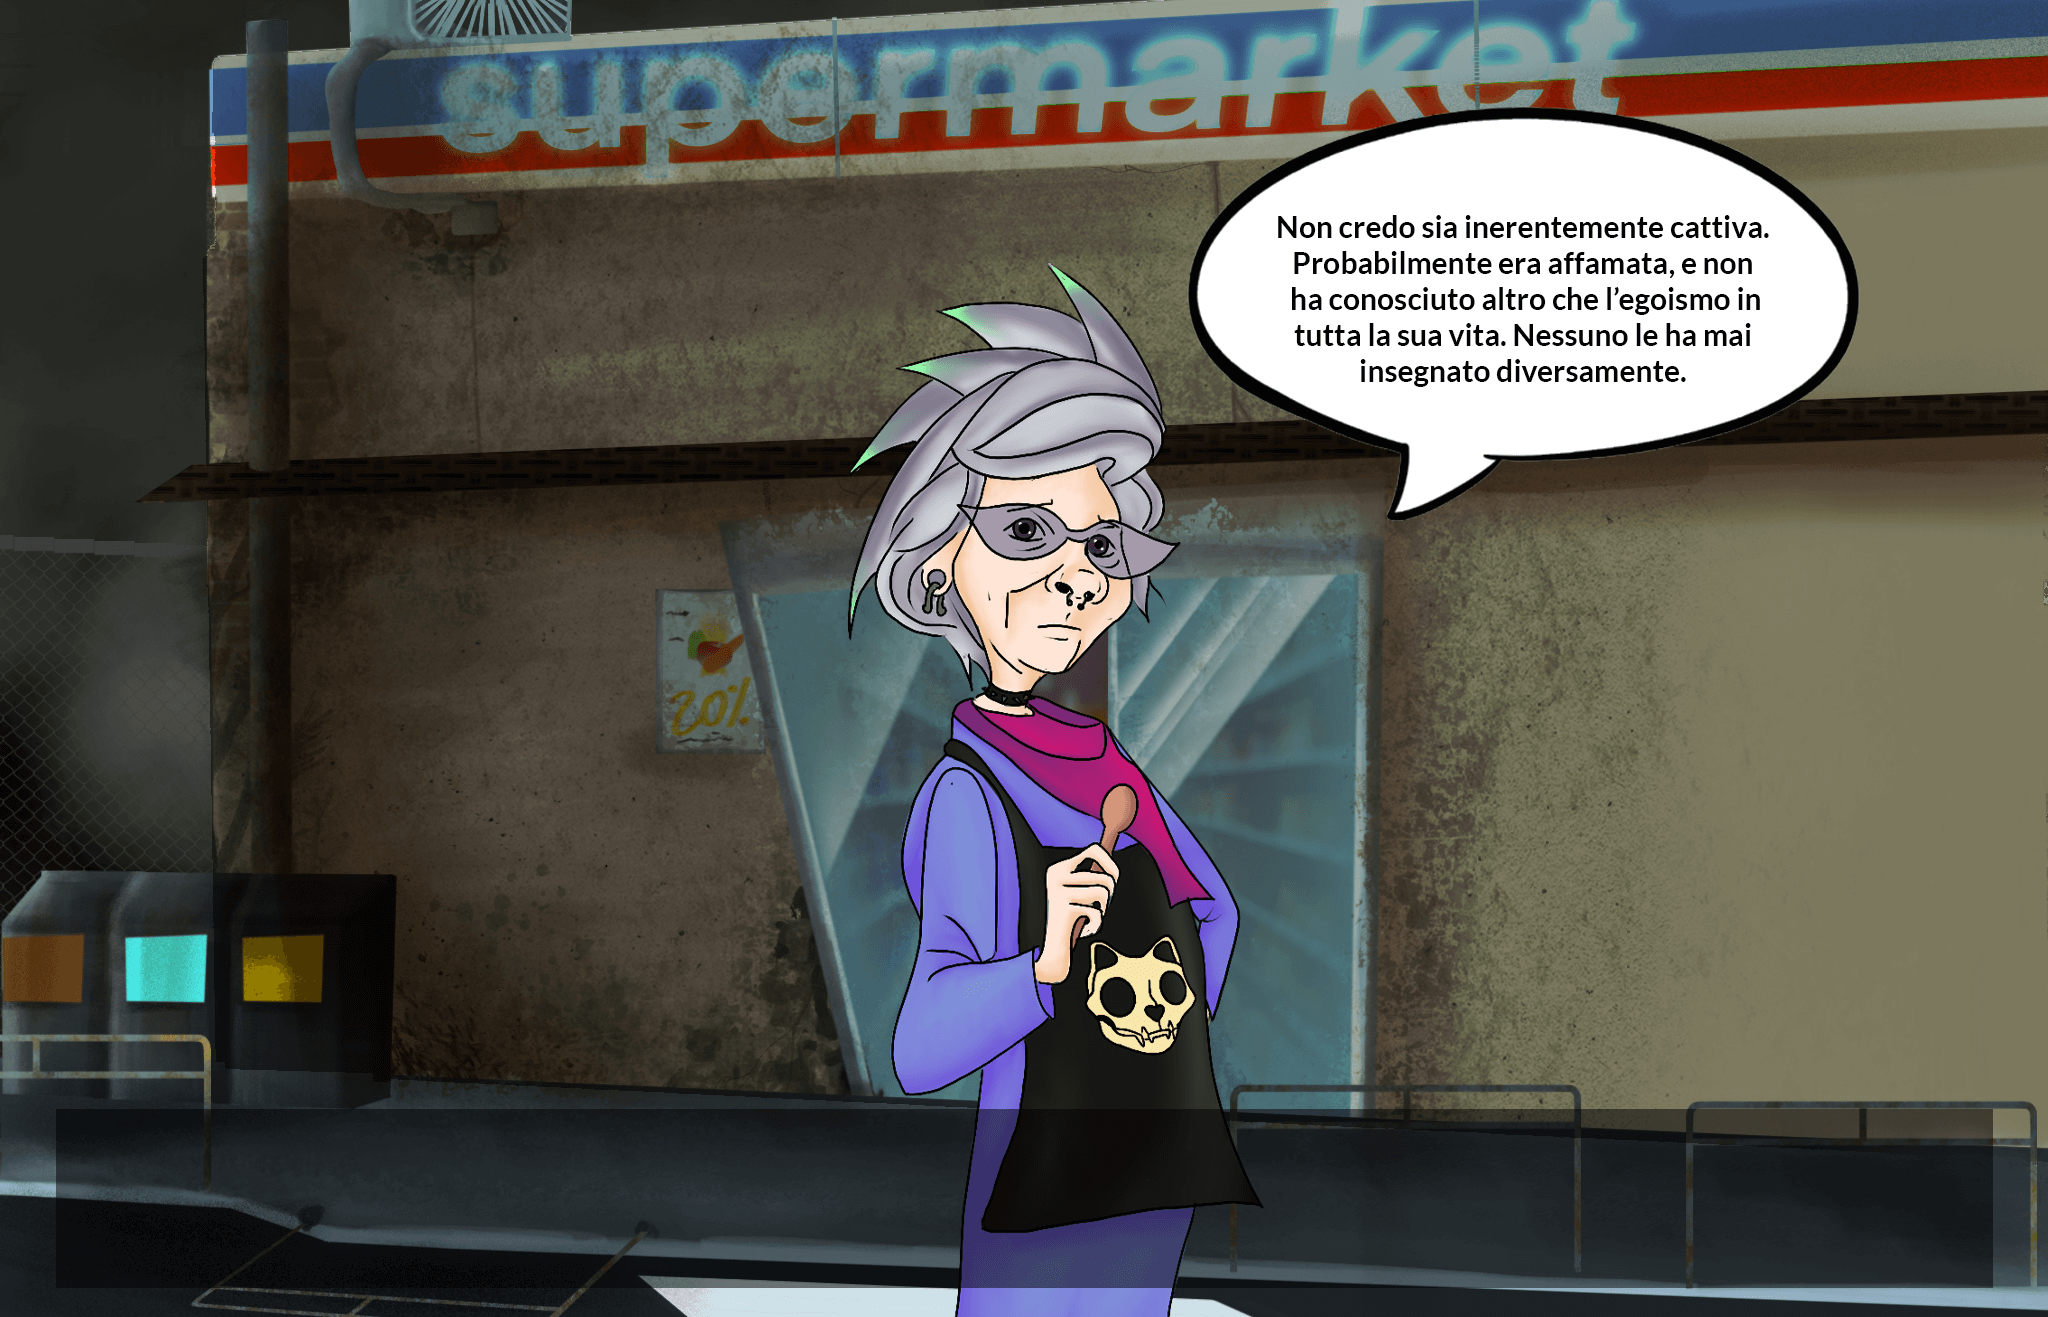 supermarket
Non credo sia inerentemente cattiva.
Probabilmente era affamata, e non
ha conosciuto altro che l’egoismo in
tutta la sua vita. Nessuno le ha mai
insegnato diversamente.
20%